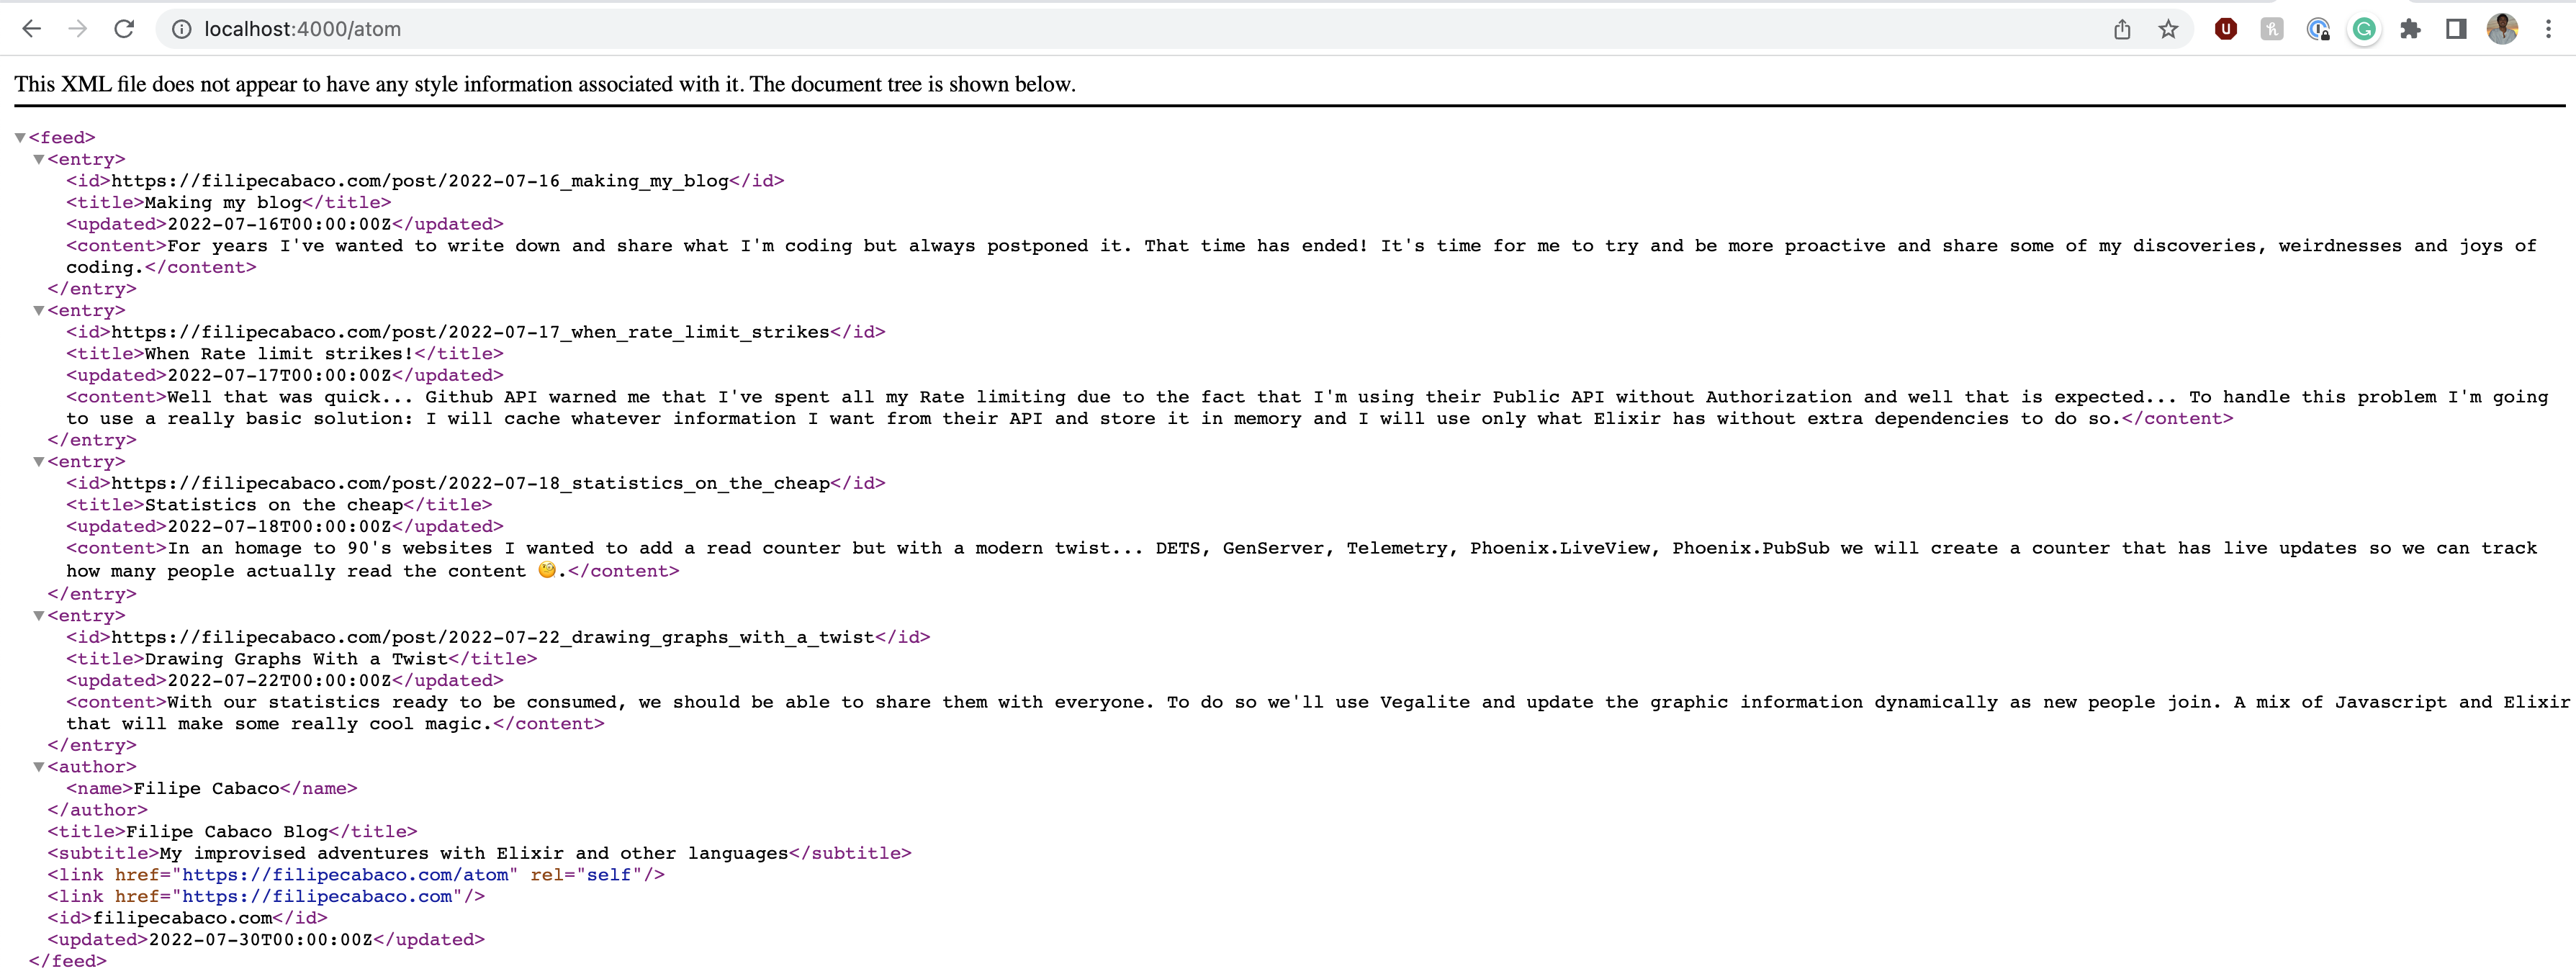 localhost:4000/atom
This XML file does not appear to have any style information associated with it. The document tree is shown below.
▼<feed>
▼<entry>
<id>https://filipecabaco.com/post/2022-07-16_making_my_blog</id>
<title>Making my blog</title>
<updated>2022-07-16T00:00:00Z</updated>
<content>For years I've wanted to write down and share what I'm coding but always postponed it. That time has ended! It's time for me to try and be more proactive and share some of my discoveries, weirdnesses and joys of
coding.</content>
</entry>
▼<entry>
<id>https://filipecabaco.com/post/2022-07-17_when_rate_limit_strikes</id>
<title>When Rate limit strikes!</title>
<updated>2022-07-17T00:00:00Z</updated>
<content>Well that was quick... Github API warned me that I've spent all my Rate limiting due to the fact that I'm using their Public API without Authorization and well that is expected... To handle this problem I'm going
to use a really basic solution: I will cache whatever information I want from their API and store it in memory and I will use only what Elixir has without extra dependencies to do so.</content>
</entry>
▼<entry>
<id>https://filipecabaco.com/post/2022-07-18_statistics_on_the_cheap</id>
<title>Statistics on the cheap</title>
<updated>2022-07-18T00:00:00Z</updated>
<content>In an homage to 90's websites I wanted to add a read counter but with a modern twist... DETS, GenServer, Telemetry, Phoenix.LiveView, Phoenix.PubSub we will create a counter that has live updates so we can track
how many people actually read the content 🧐.</content>
</entry>
▼<entry>
<id>https://filipecabaco.com/post/2022-07-22_drawing_graphs_with_a_twist</id>
<title>Drawing Graphs With a Twist</title>
<updated>2022-07-22T00:00:00Z</updated>
<content>With our statistics ready to be consumed, we should be able to share them with everyone. To do so we'll use Vegalite and update the graphic information dynamically as new people join. A mix of Javascript and Elixir
that will make some really cool magic.</content>
</entry>
▼<author>
<name>Filipe Cabaco</name>
</author>
<title>Filipe Cabaco Blog</title>
<subtitle>My improvised adventures with Elixir and other languages</subtitle>
<link href="https://filipecabaco.com/atom" rel="self"/>
<link href="https://filipecabaco.com"/>
<id>filipecabaco.com</id>
<updated>2022-07-30T00:00:00Z</updated>
</feed>